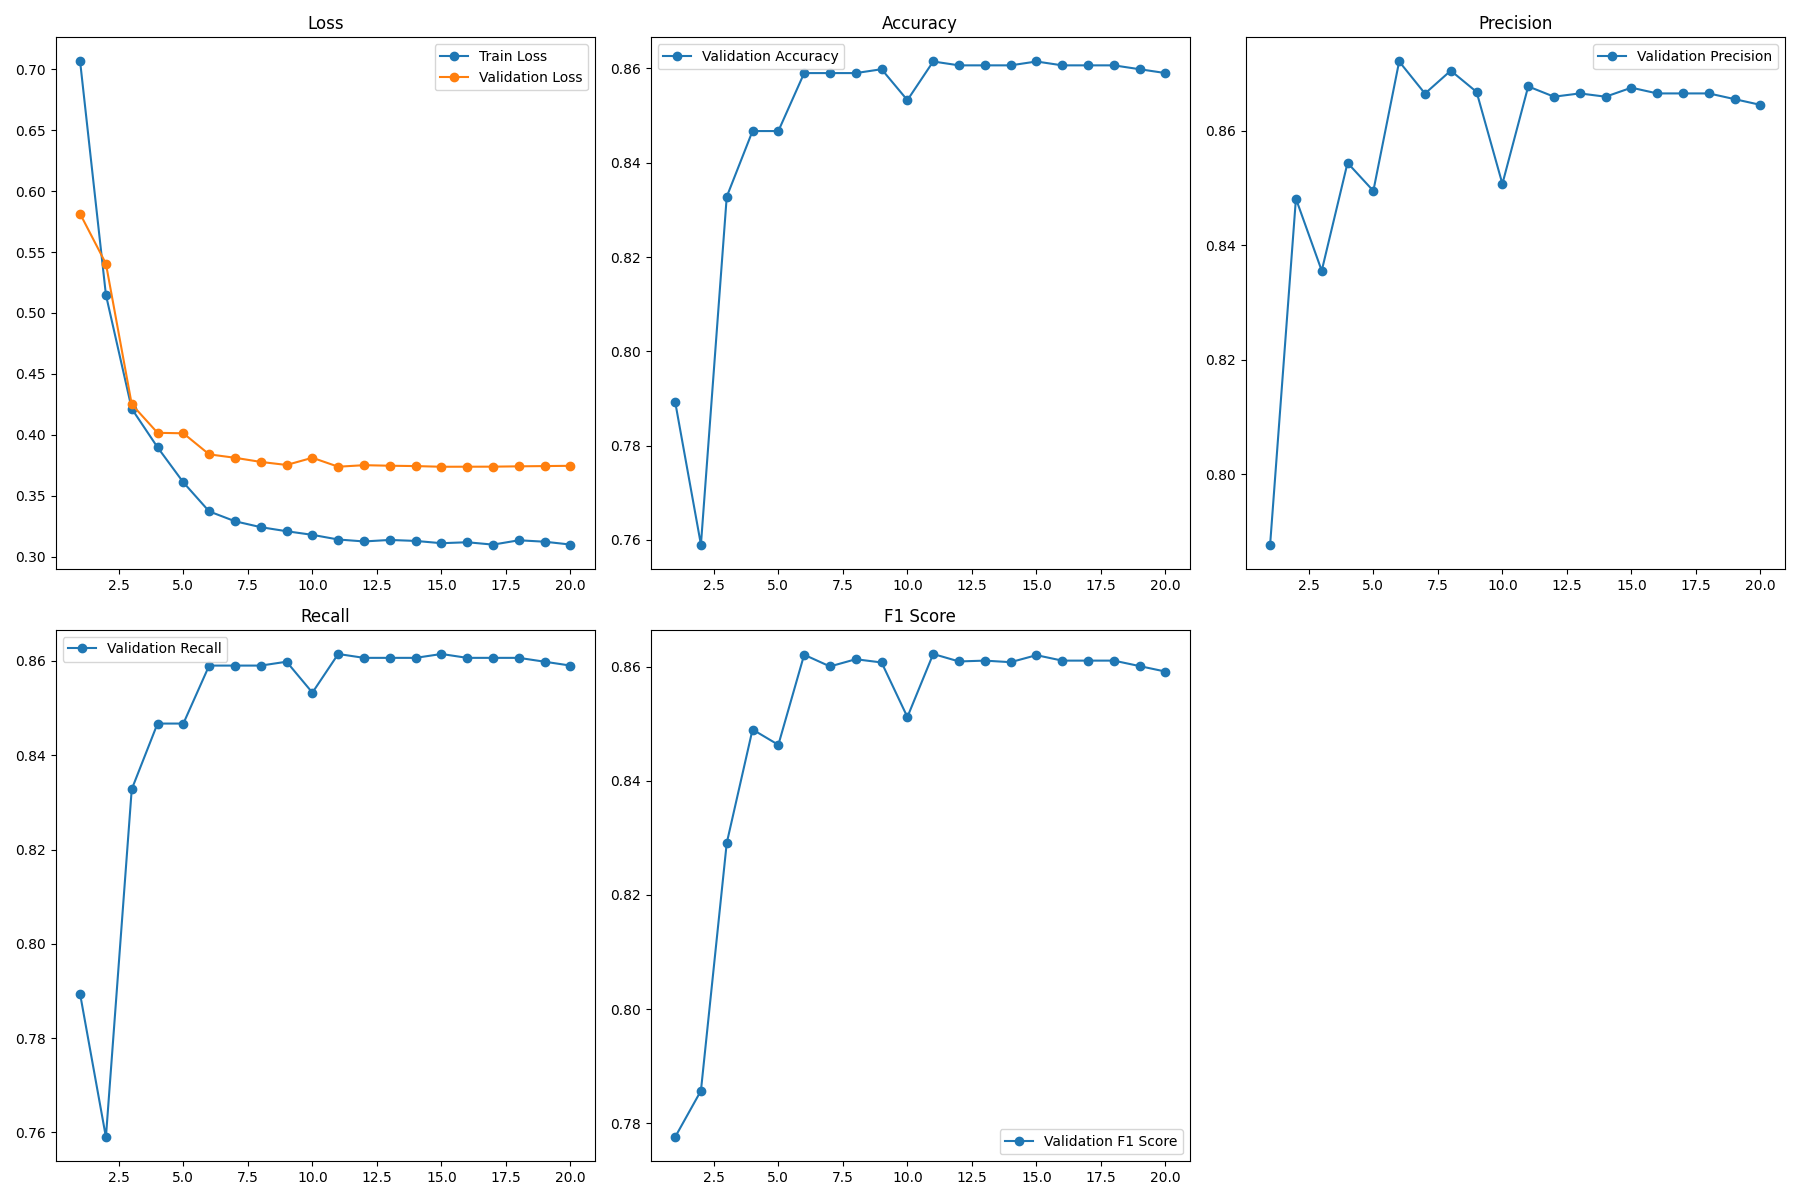 Loss
Train Loss
Validation Loss
0.70
0.65
0.60
0.55
0.50
0.45
0.40
0.35
0.30
2.5 5.0 7.5 10.0 12.5 15.0 17.5 20.0
Accuracy
Validation Accuracy
0.86
0.84
0.82
0.80
0.78
0.76
2.5 5.0 7.5 10.0 12.5 15.0 17.5 20.0
Precision
Validation Precision
0.86
0.84
0.82
0.80
2.5 5.0 7.5 10.0 12.5 15.0 17.5 20.0
Recall
Validation Recall
0.86
0.84
0.82
0.80
0.78
0.76
2.5 5.0 7.5 10.0 12.5 15.0 17.5 20.0
F1 Score
0.86
0.84
0.82
0.80
0.78
Validation F1 Score
2.5 5.0 7.5 10.0 12.5 15.0 17.5 20.0